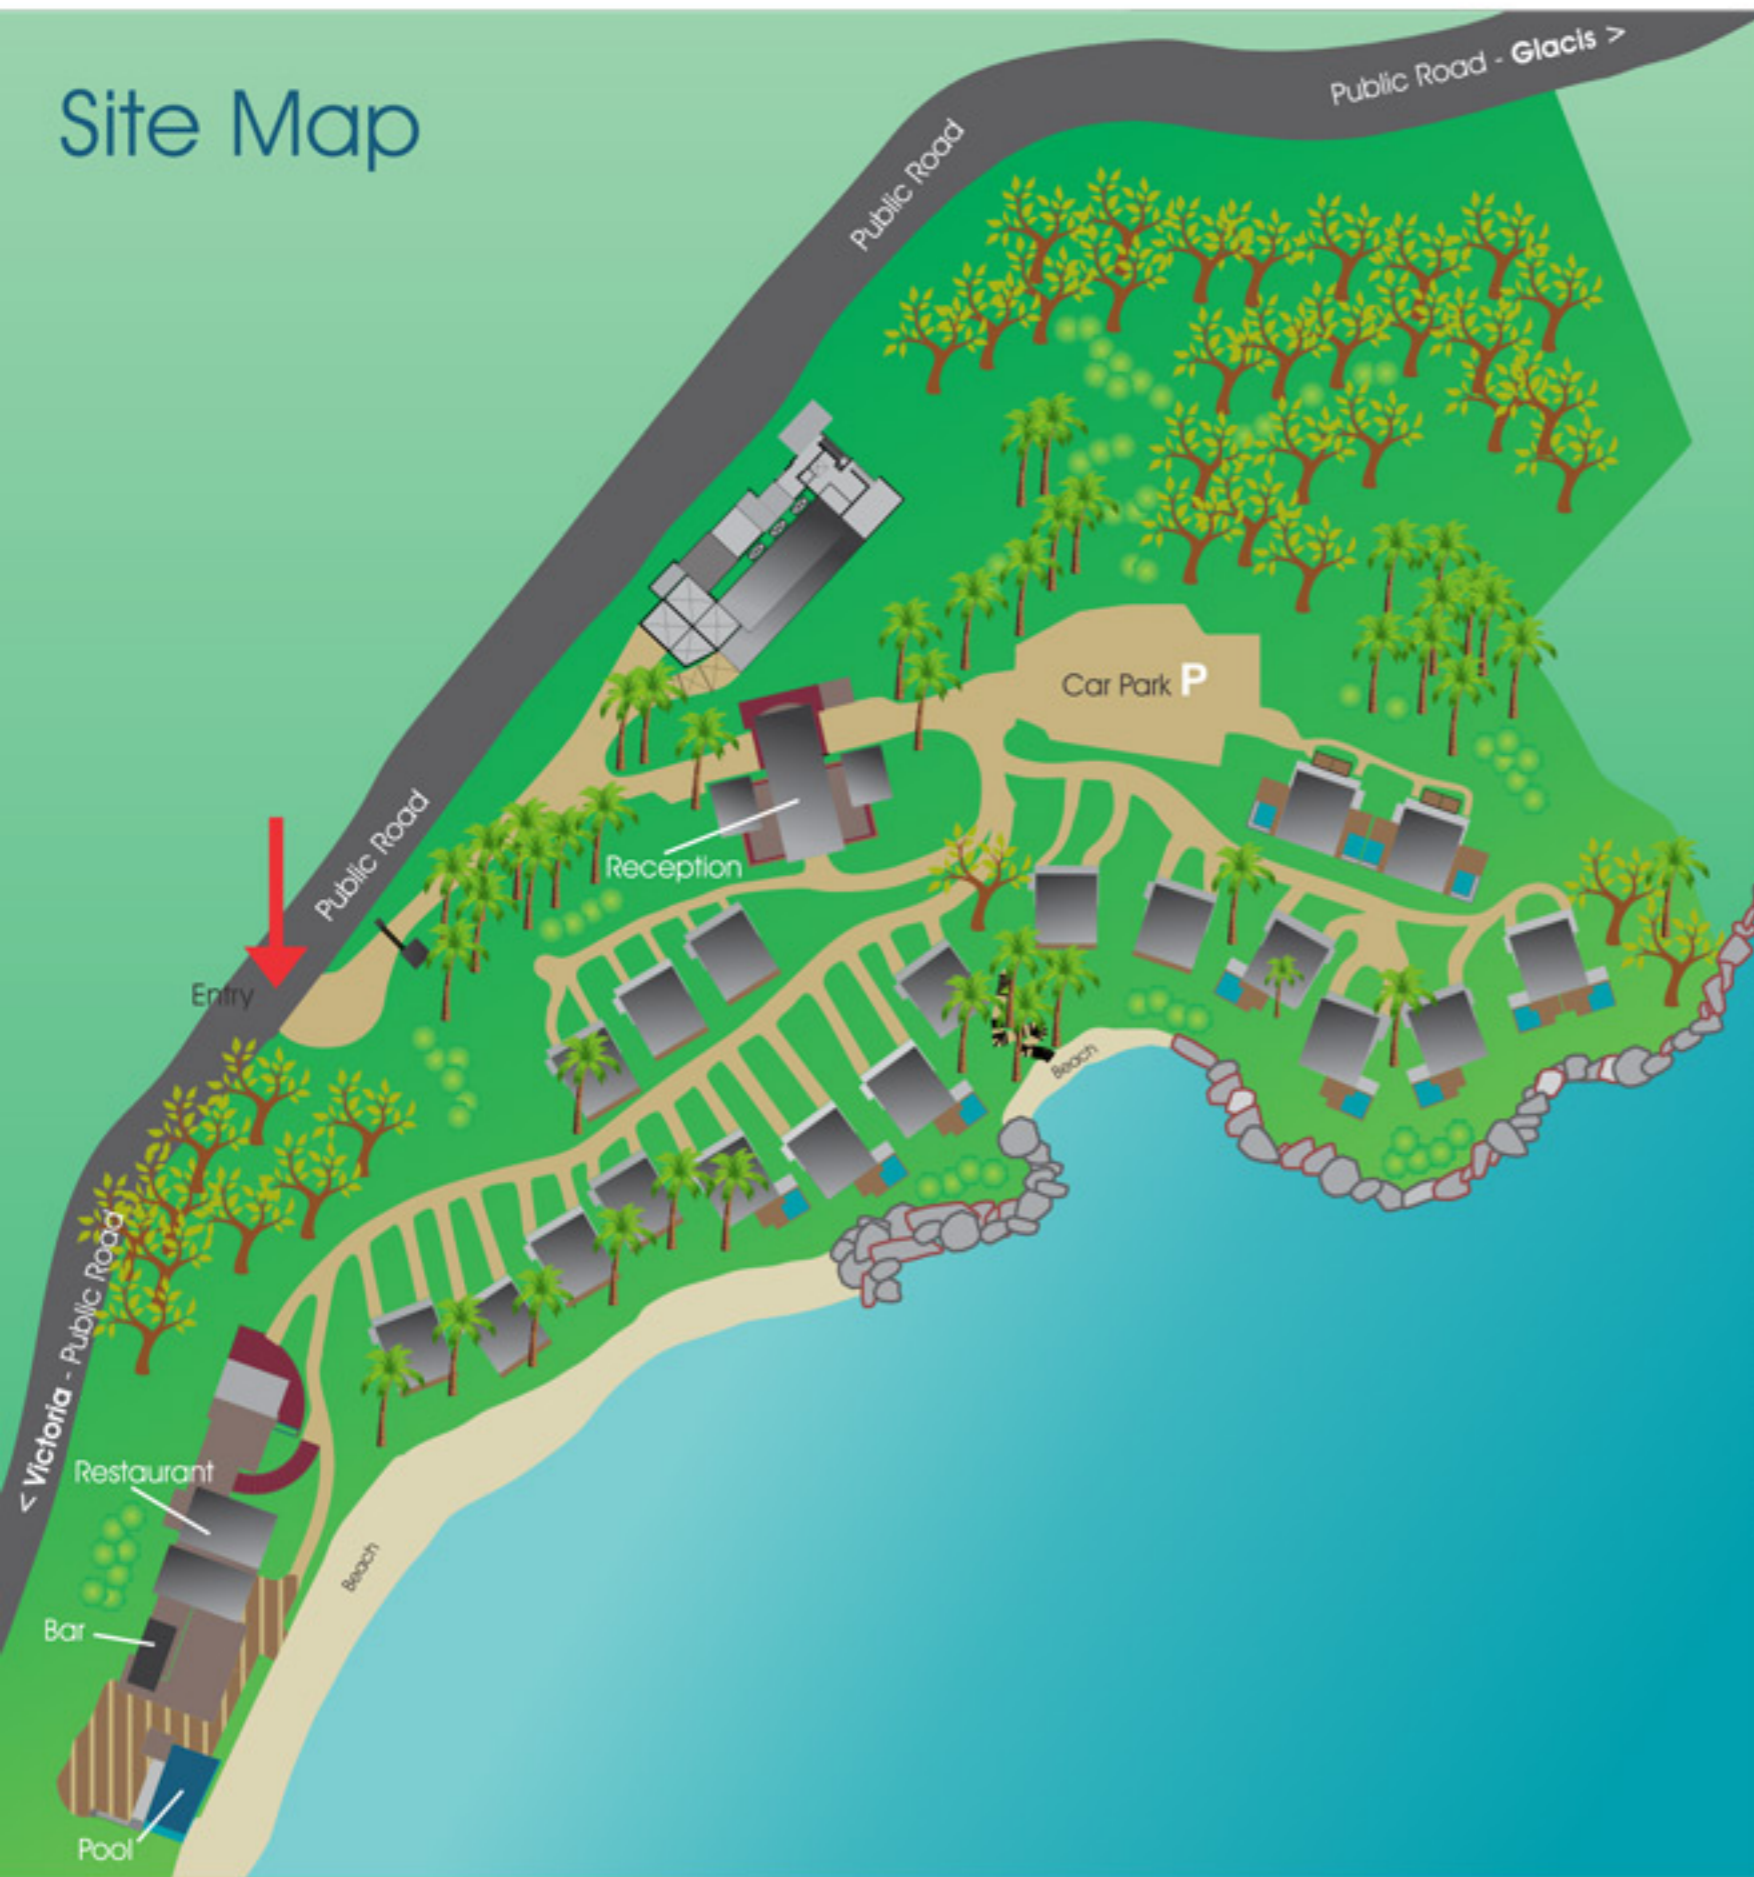 Site Map
Public Road - Glacis >
Public Road
Car Park P
Public Road
Reception
Entry
Beach
< Victoria - Public Road
Restaurant
Beach
Bar
Pool